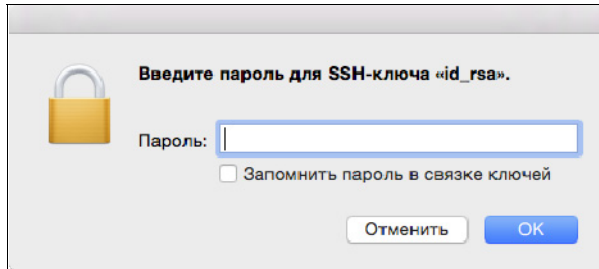 Введите пароль для SSH-ключа «id_rsa».
Пароль:
Запомнить пароль в связке ключей
Отменить OK